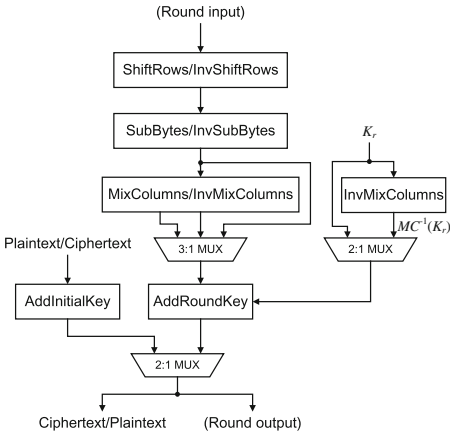 (Round input)
ShiftRows/InvShiftRows
SubBytes/InvSubBytes
K_r
MixColumns/InvMixColumns
InvMixColumns
MC⁻¹(K_r)
3:1 MUX
2:1 MUX
Plaintext/Ciphertext
AddInitialKey
AddRoundKey
2:1 MUX
Ciphertext/Plaintext
(Round output)